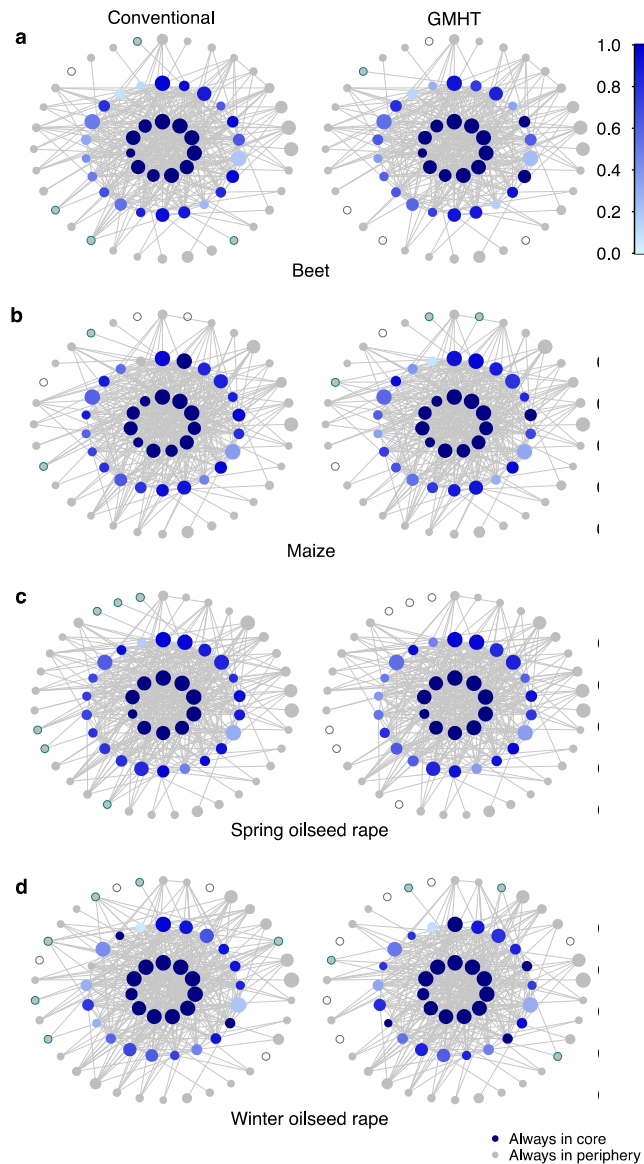 Conventional GMHT
a
1.0
0.8
0.6
0.4
0.2
0.0
Beet
b
Maize
c
Spring oilseed rape
d
Winter oilseed rape
Always in core
Always in periphery